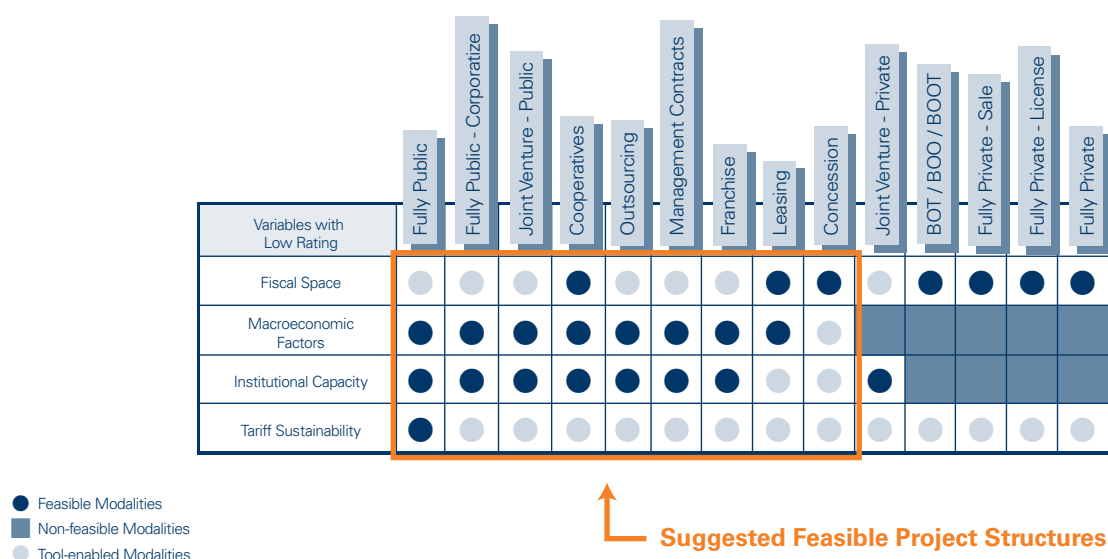 Fully Public
Fully Public - Corporatize
Joint Venture - Public
Cooperatives
Outsourcing
Management Contracts
Franchise
Leasing
Concession
Joint Venture - Private
BOT / BOO / BOOT
Fully Private - Sale
Fully Private - License
Fully Private
Variables with
Low Rating
Fiscal Space
Macroeconomic
Factors
Institutional Capacity
Tariff Sustainability
Feasible Modalities
Non-feasible Modalities
Tool-enabled Modalities
Suggested Feasible Project Structures